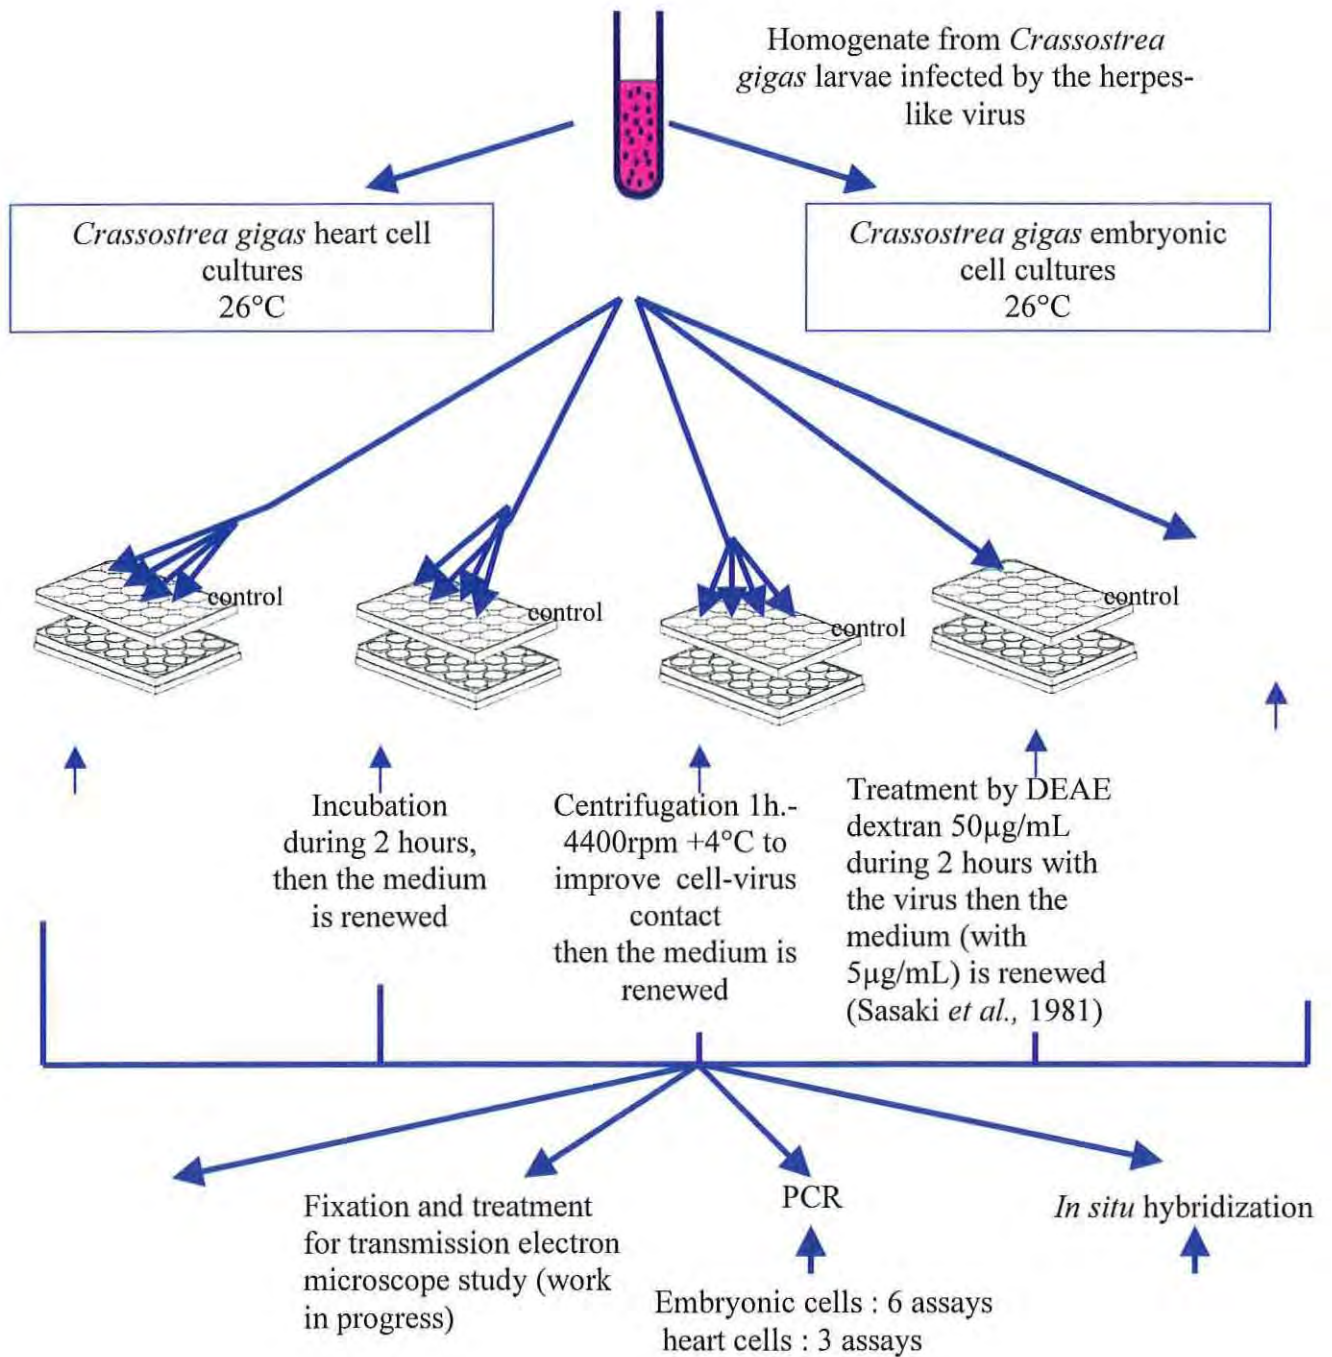 Homogenate from Crassostrea
gigas larvae infected by the herpes-
like virus
Crassostrea gigas heart cell
cultures
26°C
Crassostrea gigas embryonic
cell cultures
26°C
control
control
control
control
Incubation
during 2 hours,
then the medium
is renewed
Centrifugation 1h.-
4400rpm +4°C to
improve cell-virus
contact
then the medium is
renewed
Treatment by DEAE
dextran 50µg/mL
during 2 hours with
the virus then the
medium (with
5µg/mL) is renewed
(Sasaki et al., 1981)
Fixation and treatment
for transmission electron
microscope study (work
in progress)
PCR
Embryonic cells : 6 assays
heart cells : 3 assays
In situ hybridization